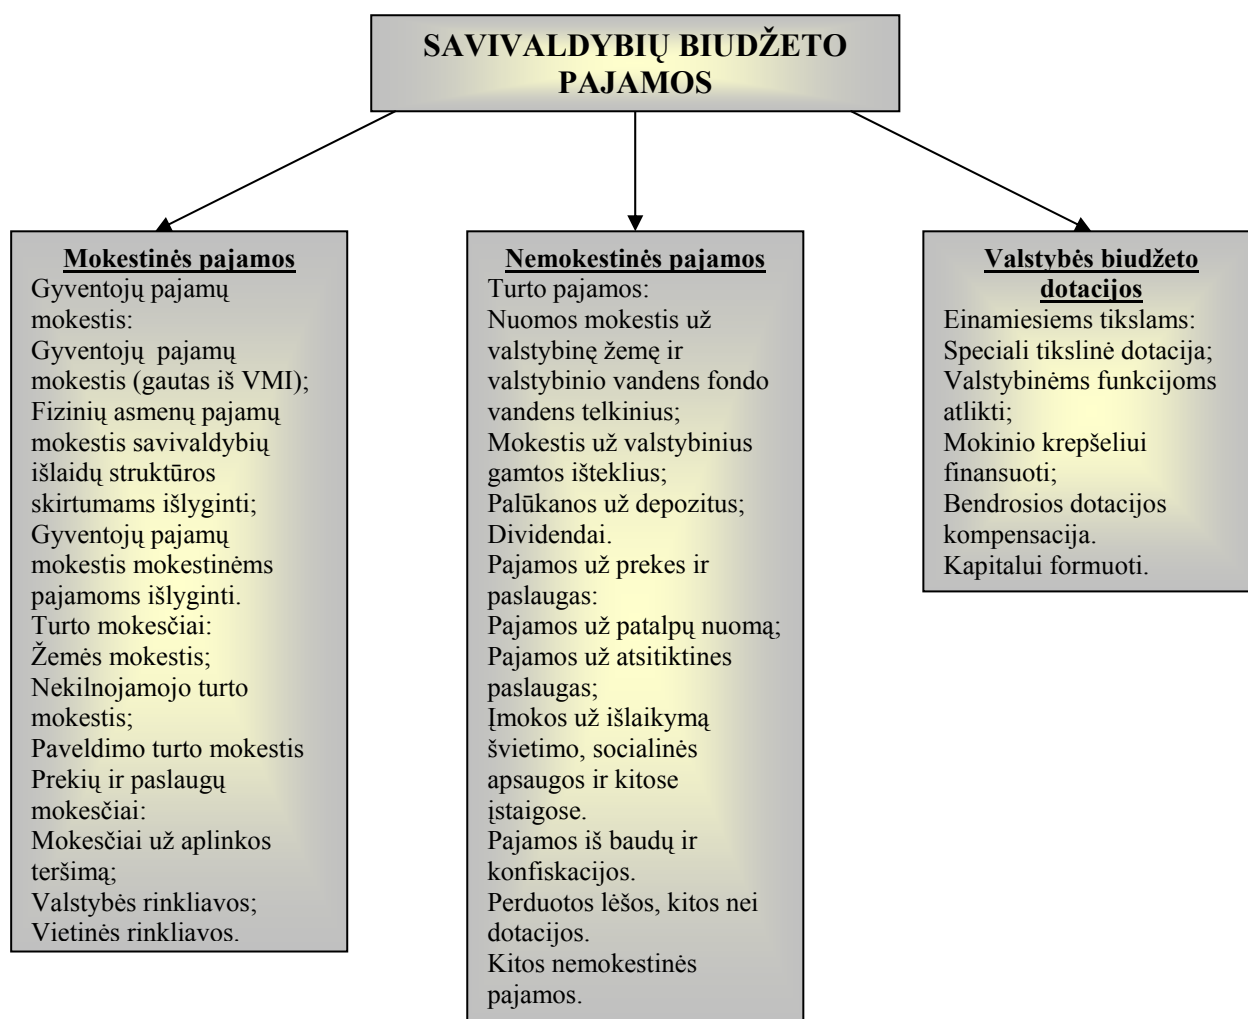 SAVIVALDYBIŲ BIUDŽETO
PAJAMOS
Mokestinės pajamos
Gyventojų pajamų
mokestis:
Gyventojų pajamų
mokestis (gautas iš VMI);
Fizinių asmenų pajamų
mokestis savivaldybių
išlaidų struktūros
skirtumams išlyginti;
Gyventojų pajamų
mokestis mokestinėms
pajamoms išlyginti.
Turto mokesčiai:
Žemės mokestis;
Nekilnojamojo turto
mokestis;
Paveldimo turto mokestis
Prekių ir paslaugų
mokesčiai:
Mokesčiai už aplinkos
teršimą;
Valstybės rinkliavos;
Vietinės rinkliavos.
Nemokestinės pajamos
Turto pajamos:
Nuomos mokestis už
valstybinę žemę ir
valstybinio vandens fondo
vandens telkinius;
Mokestis už valstybinius
gamtos išteklius;
Palūkanos už depozitus;
Dividendai.
Pajamos už prekes ir
paslaugas:
Pajamos už patalpų nuomą;
Pajamos už atsitiktines
paslaugas;
Įmokos už išlaikymą
švietimo, socialinės
apsaugos ir kitose
įstaigose.
Pajamos iš baudų ir
konfiskacijos.
Perduotos lėšos, kitos nei
dotacijos.
Kitos nemokestinės
pajamos.
Valstybės biudžeto
dotacijos
Einamiesiems tikslams:
Speciali tikslinė dotacija;
Valstybinėms funkcijoms
atlikti;
Mokinio krepšeliui
finansuoti;
Bendrosios dotacijos
kompensacija.
Kapitalui formuoti.